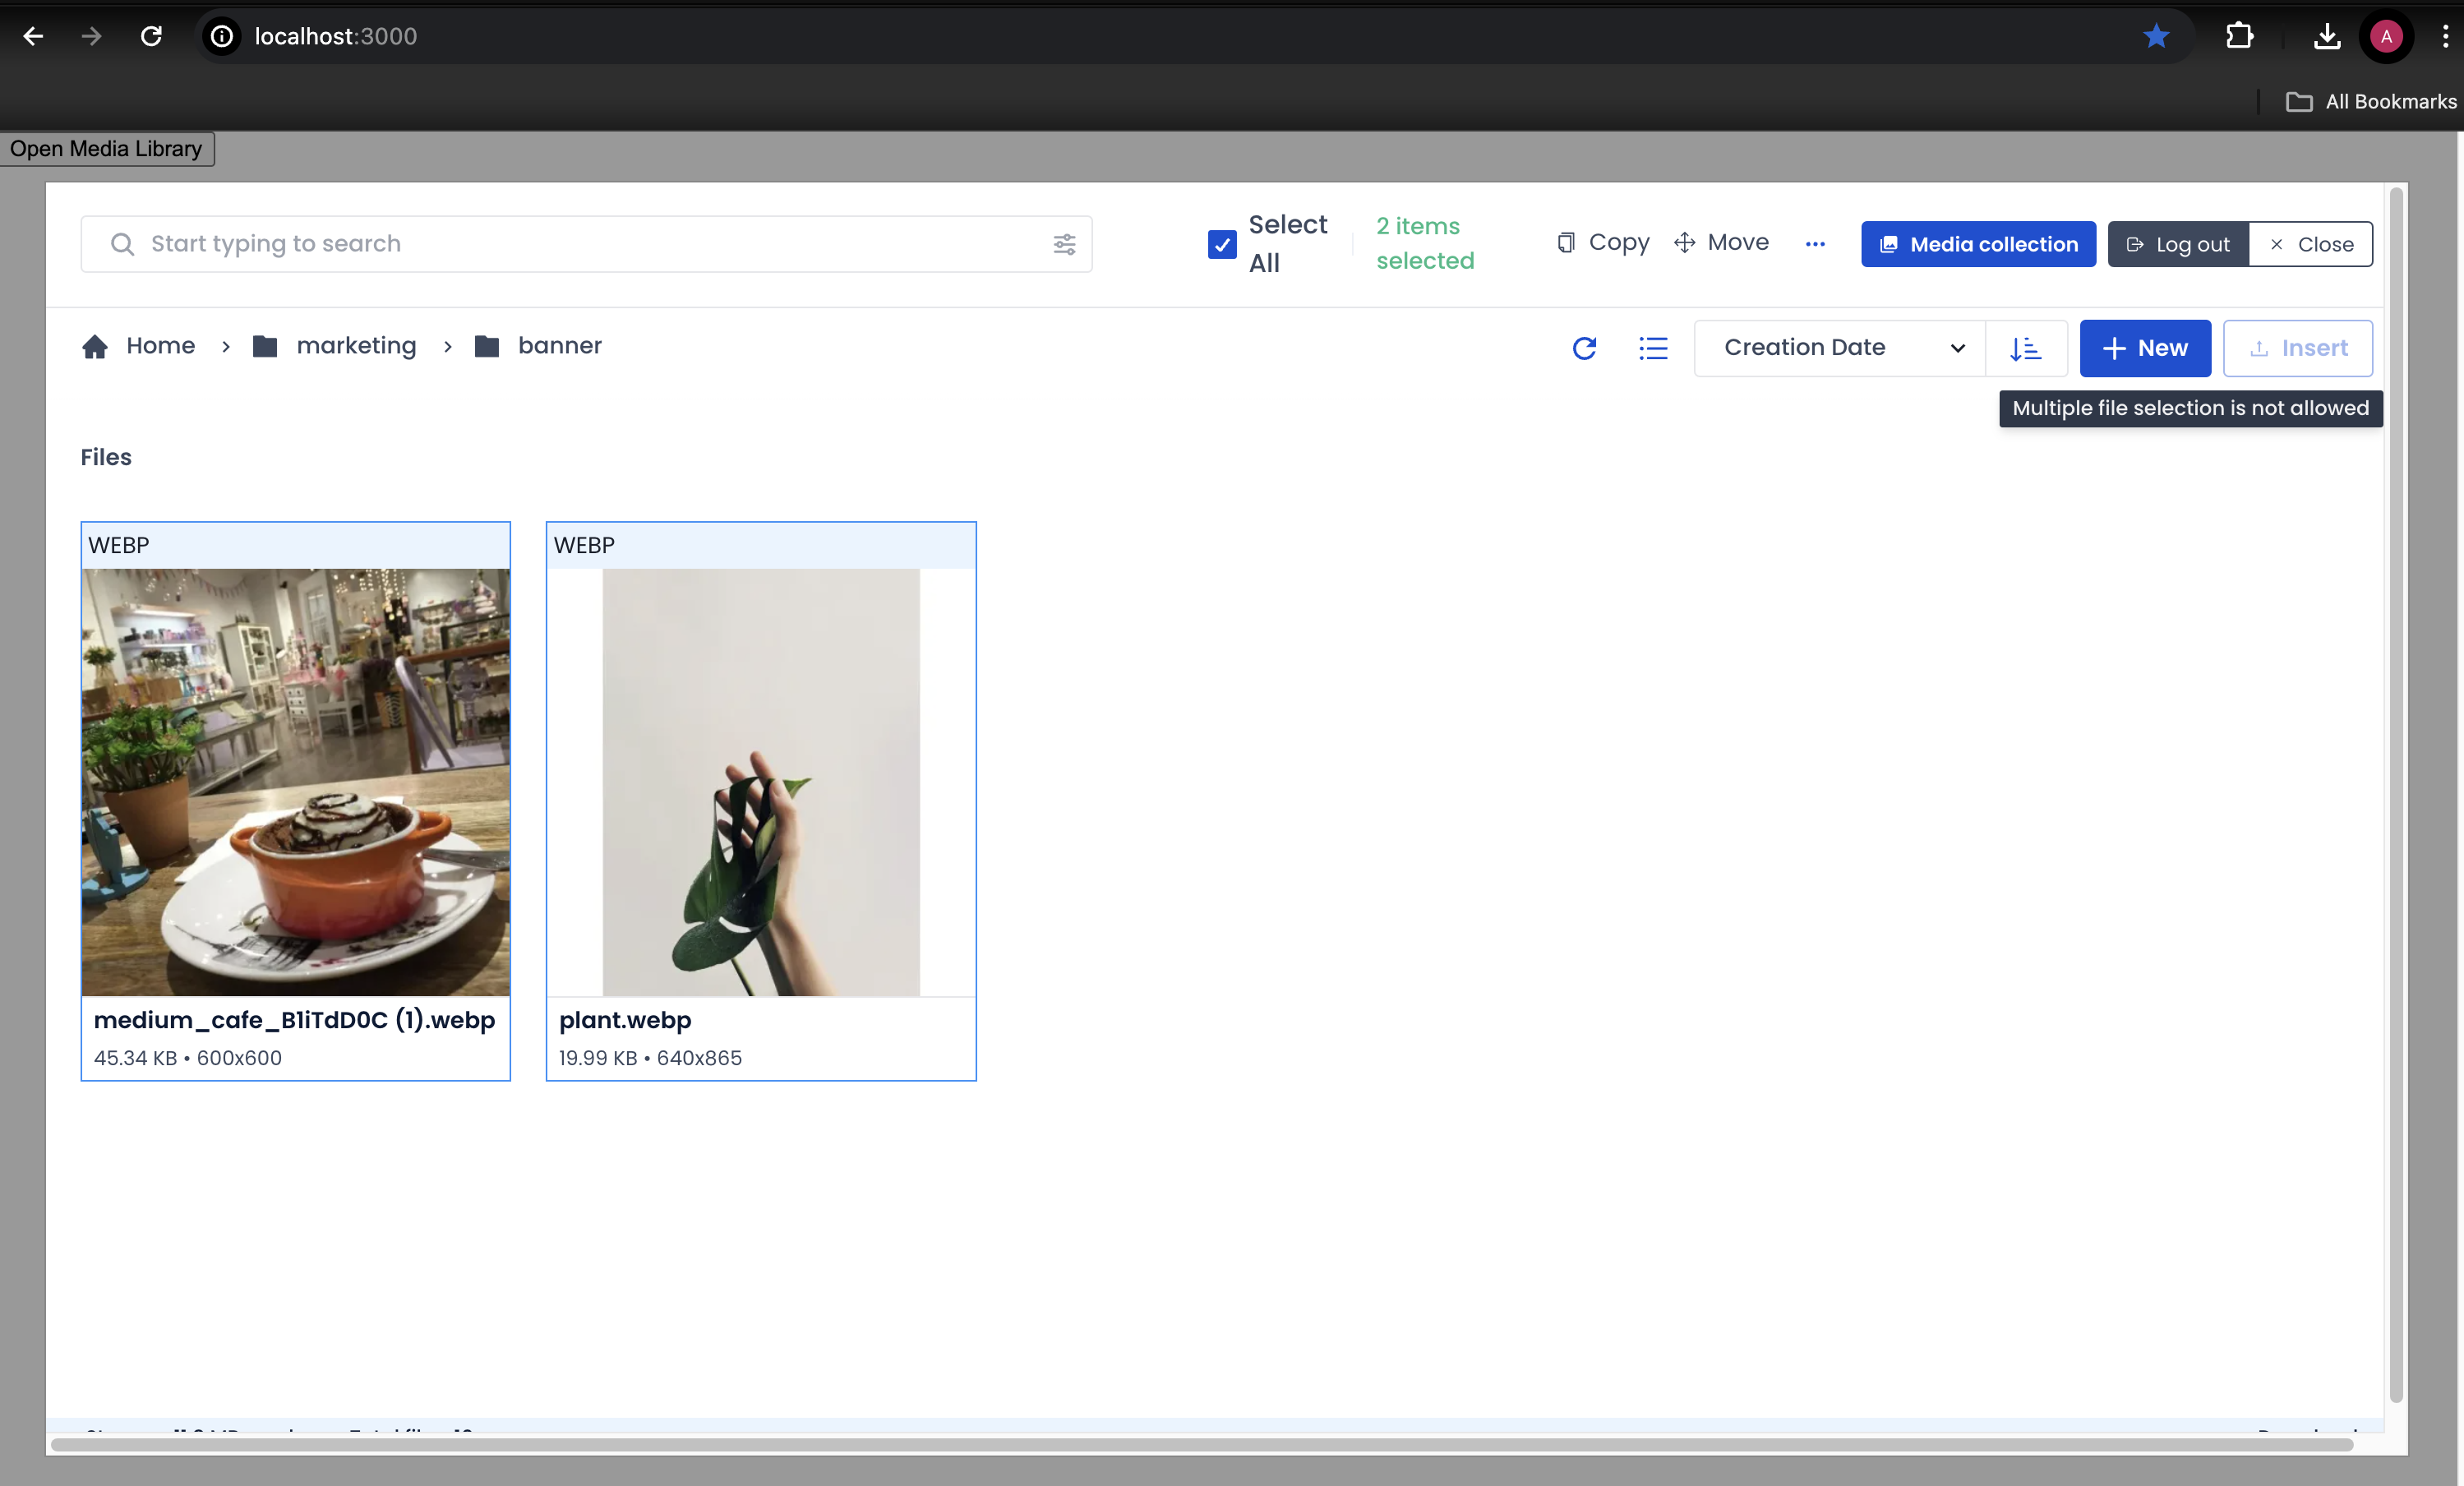 localhost:3000
A
All Bookmarks
Open Media Library
Start typing to search
Select All
2 items selected
Copy
Move
Media collection
Log out
Close
Home
marketing
banner
Creation Date
New
Insert
Multiple file selection is not allowed
Files
WEBP
WEBP
medium_cafe_B1iTdD0C (1).webp
45.34 KB • 600x600
plant.webp
19.99 KB • 640x865